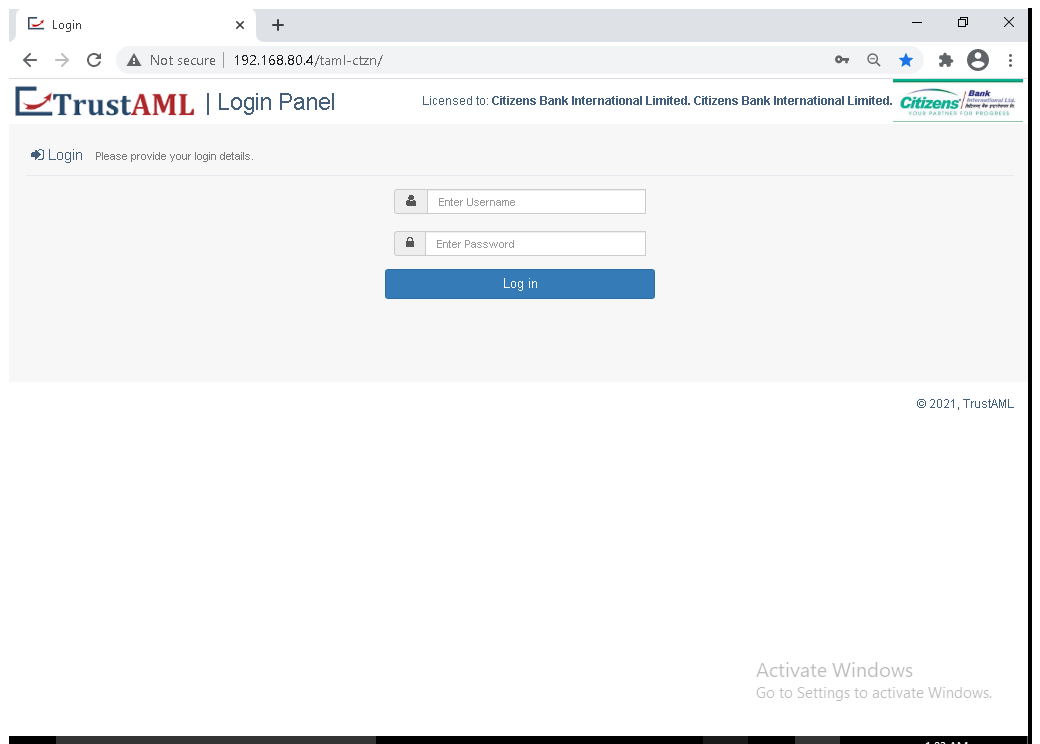 Login
Not secure 192.168.80.4/taml-ctzn/
TrustAML | Login Panel
Licensed to: Citizens Bank International Limited. Citizens Bank International Limited.
Citizens Bank International Ltd.
YOUR PARTNER FOR PROGRESS
Login Please provide your login details.
Enter Username
Enter Password
Log in
© 2021, TrustAML
Activate Windows
Go to Settings to activate Windows.